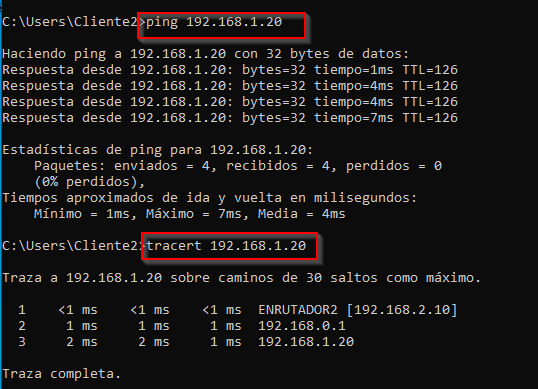 C:\Users\Cliente2>ping 192.168.1.20
Haciendo ping a 192.168.1.20 con 32 bytes de datos:
Respuesta desde 192.168.1.20: bytes=32 tiempo=1ms TTL=126
Respuesta desde 192.168.1.20: bytes=32 tiempo=4ms TTL=126
Respuesta desde 192.168.1.20: bytes=32 tiempo=4ms TTL=126
Respuesta desde 192.168.1.20: bytes=32 tiempo=7ms TTL=126
Estadísticas de ping para 192.168.1.20:
    Paquetes: enviados = 4, recibidos = 4, perdidos = 0
    (0% perdidos),
Tiempos aproximados de ida y vuelta en milisegundos:
    Mínimo = 1ms, Máximo = 7ms, Media = 4ms
C:\Users\Cliente2>tracert 192.168.1.20
Traza a 192.168.1.20 sobre caminos de 30 saltos como máximo.
  1    <1 ms    <1 ms    <1 ms  ENRUTADOR2 [192.168.2.10]
  2     1 ms     1 ms     1 ms  192.168.0.1
  3     2 ms     2 ms     1 ms  192.168.1.20
Traza completa.